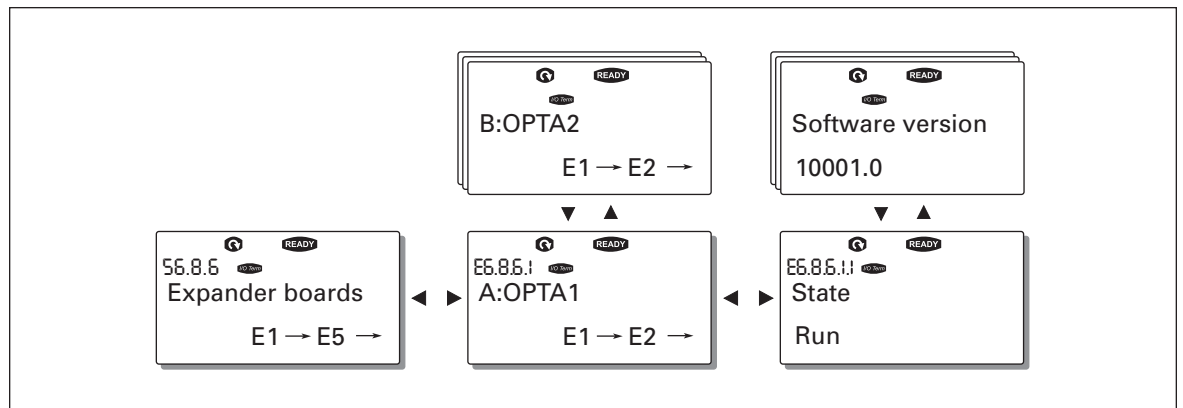 READY
I/O Term
B:OPTA2
E1 → E2 →
READY
I/O Term
Software version
10001.0
READY
S6.8.6 I/O Term
Expander boards
E1 → E5 →
READY
E6.8.6.1 I/O Term
A:OPTA1
E1 → E2 →
READY
E6.8.6.1.1 I/O Term
State
Run